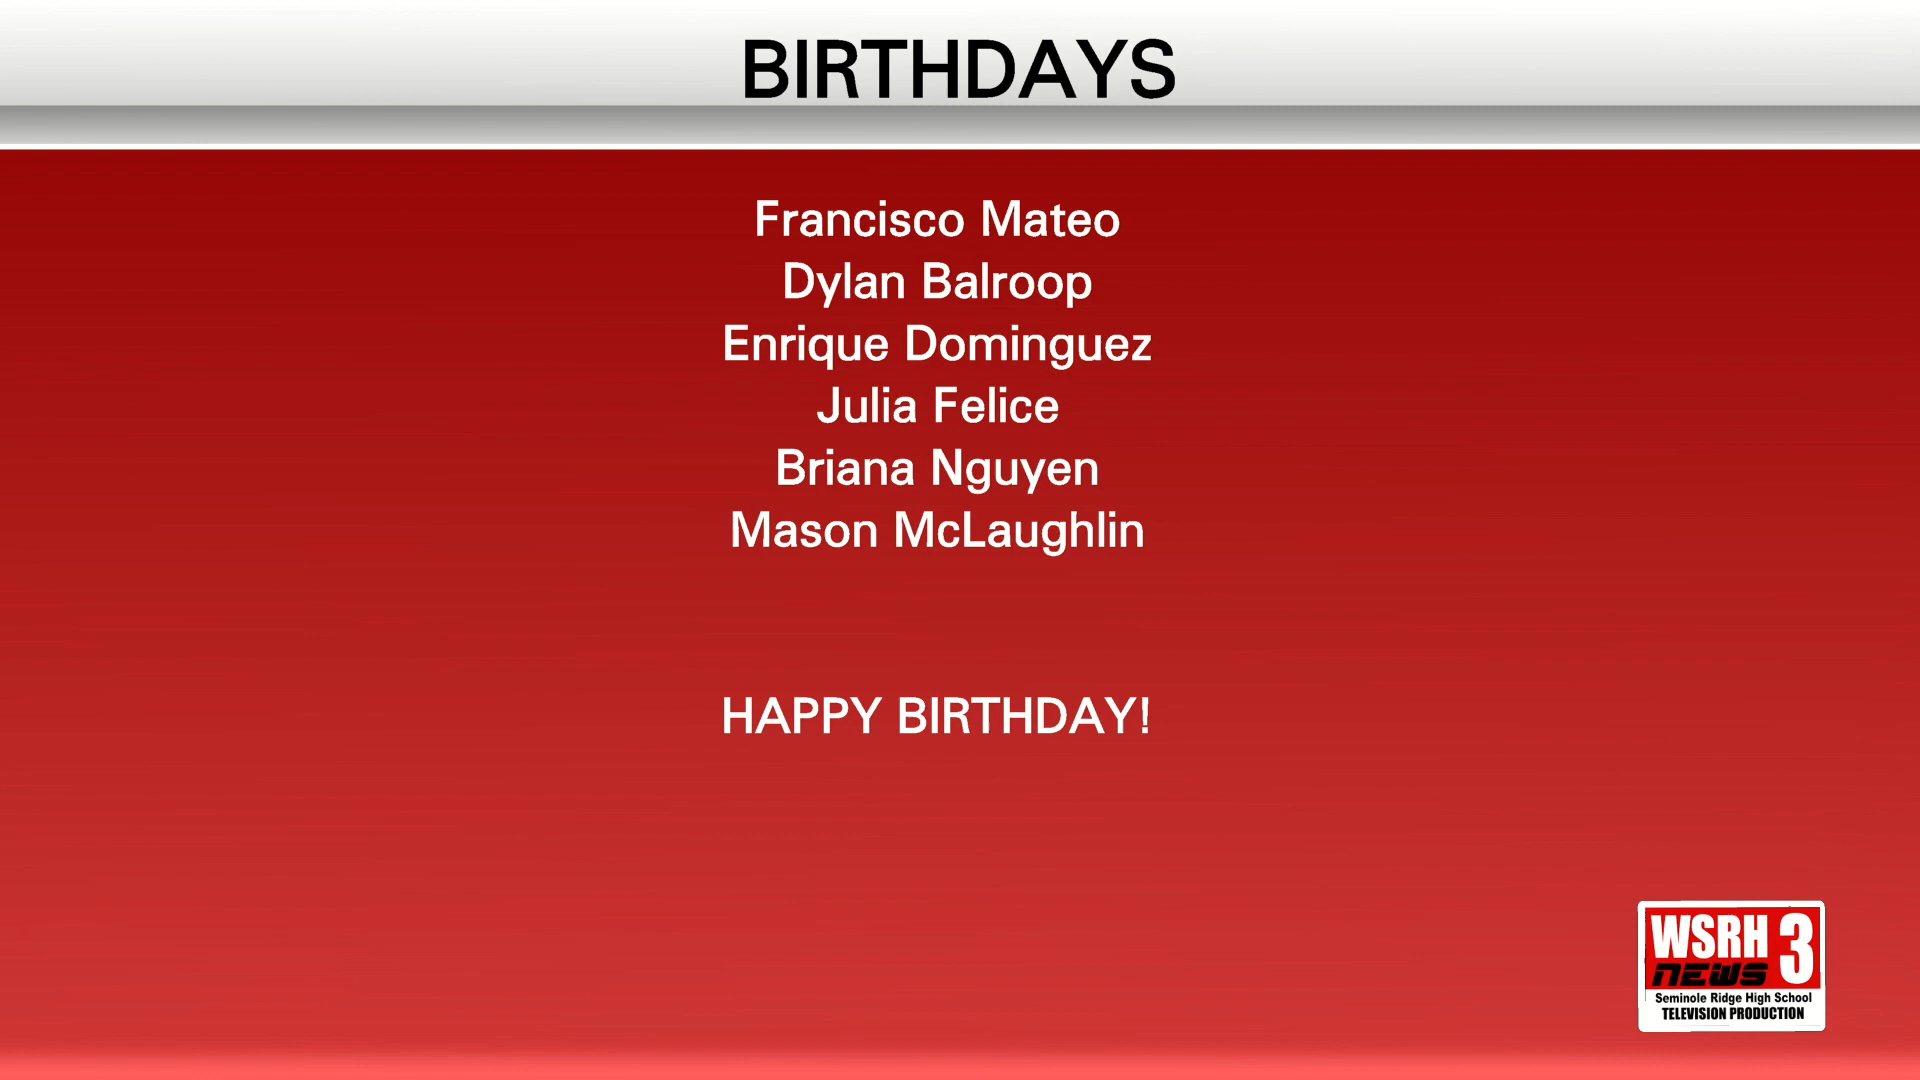 BIRTHDAYS
Francisco Mateo
Dylan Balroop
Enrique Dominguez
Julia Felice
Briana Nguyen
Mason McLaughlin
HAPPY BIRTHDAY!
WSRH 3
NEWS
Seminole Ridge High School
TELEVISION PRODUCTION